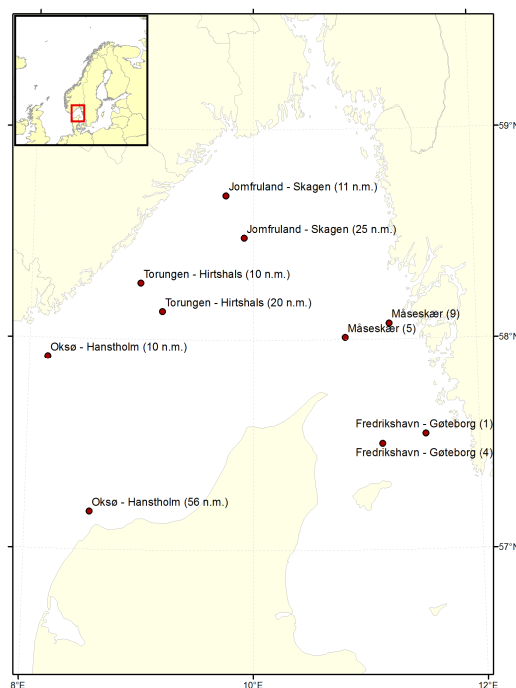 59°N
Jomfruland - Skagen (11 n.m.)
Jomfruland - Skagen (25 n.m.)
Torungen - Hirtshals (10 n.m.)
Torungen - Hirtshals (20 n.m.)
Måseskær (9)
Måseskær (5)
58°N
Oksø - Hanstholm (10 n.m.)
Fredrikshavn - Gøteborg (1)
Fredrikshavn - Gøteborg (4)
Oksø - Hanstholm (56 n.m.)
57°N
8°E
10°E
12°E